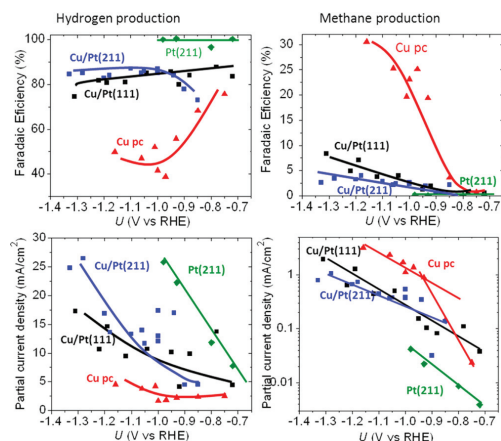 Hydrogen production
Methane production
Faradaic Efficiency (%)
100
80
60
40
Cu/Pt(211)
Pt(211)
Cu/Pt(111)
Cu pc
-1.4 -1.3 -1.2 -1.1 -1.0 -0.9 -0.8 -0.7
U (V vs RHE)
Faradaic Efficiency (%)
30
25
20
15
10
5
0
Cu pc
Cu/Pt(111)
Cu/Pt(211)
Pt(211)
-1.4 -1.3 -1.2 -1.1 -1.0 -0.9 -0.8 -0.7
U (V vs RHE)
Partial current density (mA/cm²)
30
25
20
15
10
5
0
Cu/Pt(211)
Pt(211)
Cu/Pt(111)
Cu pc
-1.4 -1.3 -1.2 -1.1 -1.0 -0.9 -0.8 -0.7
U (V vs RHE)
Partial current density (mA/cm²)
1
0.1
0.01
Cu/Pt(111)
Cu pc
Cu/Pt(211)
Pt(211)
-1.4 -1.3 -1.2 -1.1 -1.0 -0.9 -0.8 -0.7
U (V vs RHE)